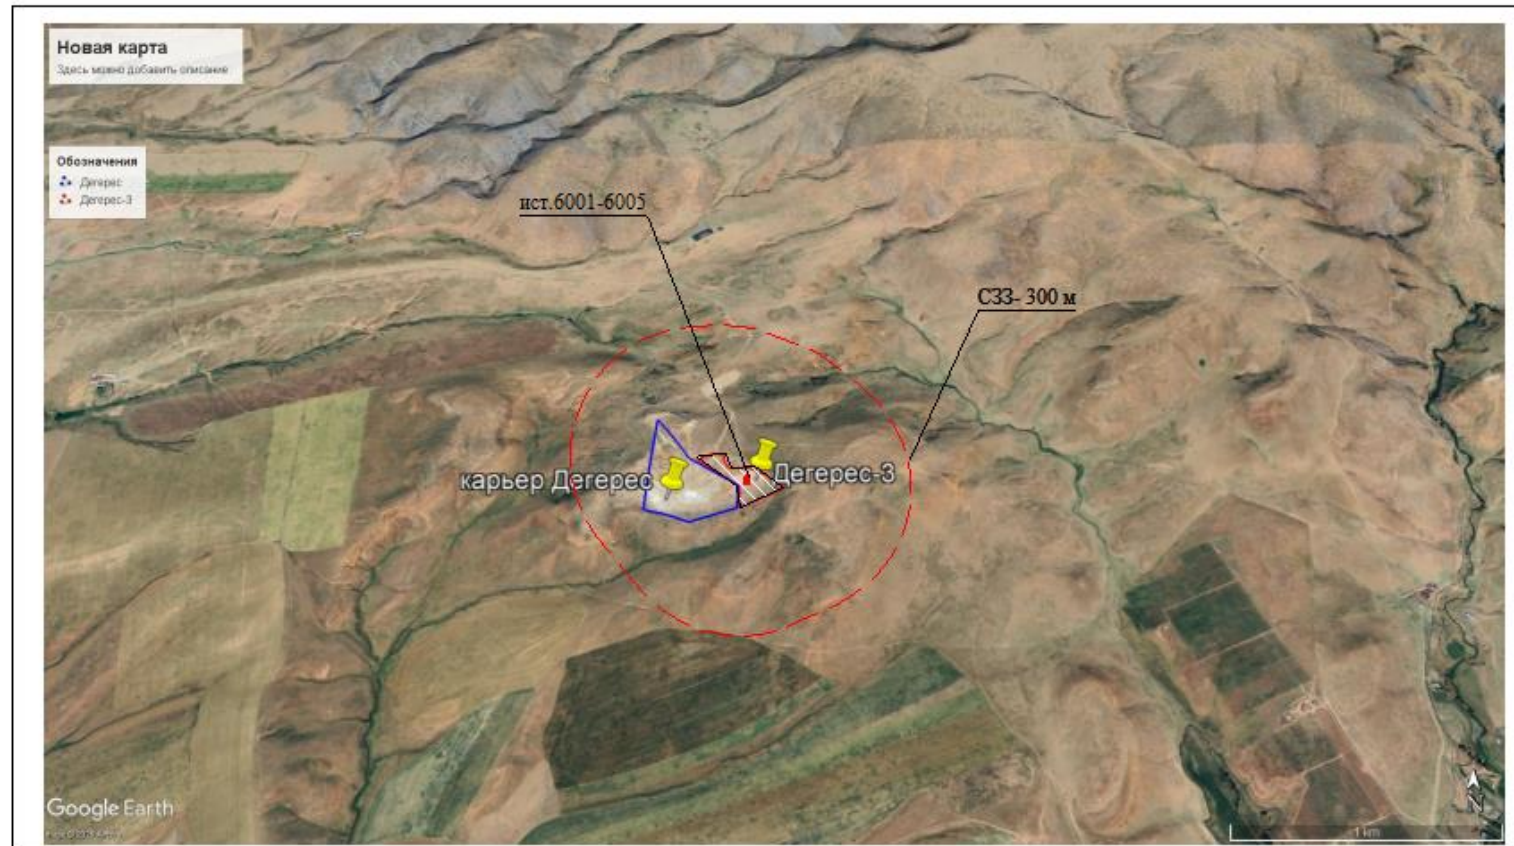 Новая карта
Здесь можно добавить описание
Обозначения
Дегерес
Дегерес-3
ист.6001-6005
СЗЗ- 300 м
карьер Дегерес
Дегерес-3
Google Earth
1 km
N